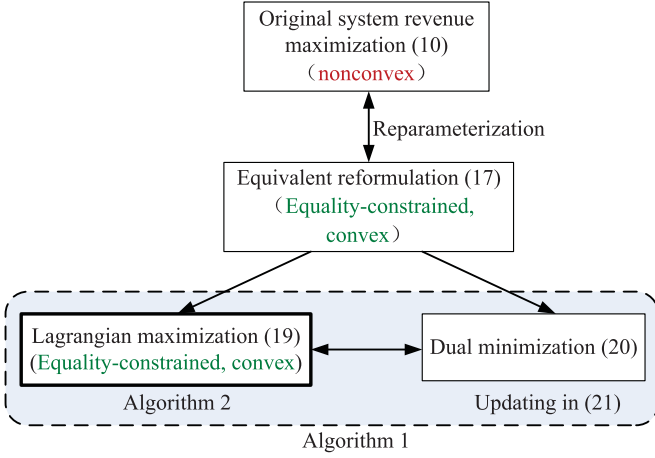 Original system revenue
maximization (10)
（nonconvex）
Reparameterization
Equivalent reformulation (17)
（Equality-constrained,
convex）
Lagrangian maximization (19)
(Equality-constrained, convex)
Dual minimization (20)
Algorithm 2
Updating in (21)
Algorithm 1